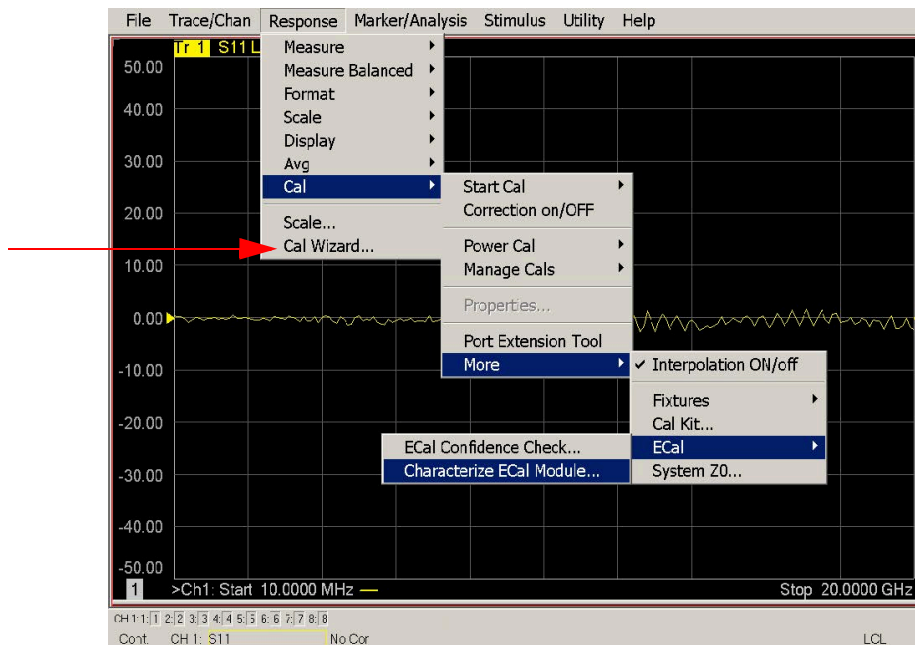 File Trace/Chan Response Marker/Analysis Stimulus Utility Help
Tr 1 S11 L
Measure
Measure Balanced
Format
Scale
Display
Avg
Cal
Scale...
Cal Wizard...
Start Cal
Correction on/OFF
Power Cal
Manage Cals
Properties...
Port Extension Tool
More
Interpolation ON/off
Fixtures
Cal Kit...
ECal
System Z0...
ECal Confidence Check...
Characterize ECal Module...
50.00
40.00
30.00
20.00
10.00
0.00
-10.00
-20.00
-30.00
-40.00
-50.00
1 >Ch1: Start 10.0000 MHz Stop 20.0000 GHz
CH 1: 1: 1 2: 2 3: 3 4: 4 5: 5 6: 6 7: 7 8: 8
Cont. CH 1: S11 No Cor LCL